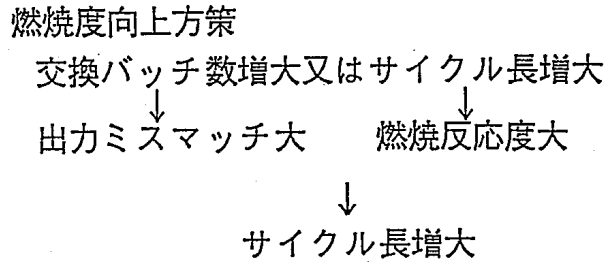 燃焼度向上方策
交換バッチ数増大又はサイクル長増大
↓ ↓
出力ミスマッチ大 燃焼反応度大
↓
サイクル長増大